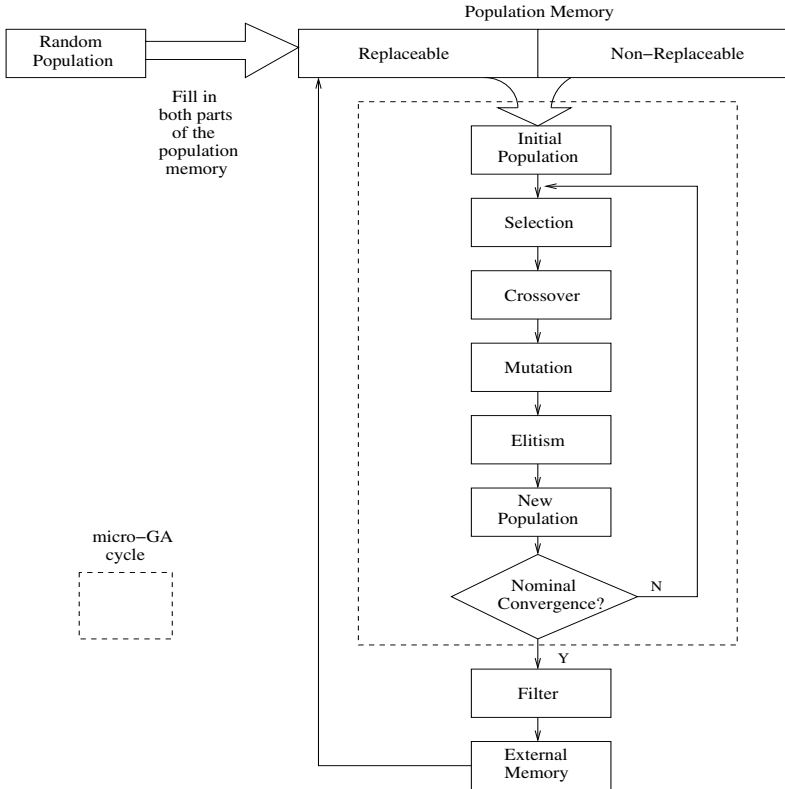 Population Memory
Random
Population
Replaceable
Non−Replaceable
Fill in
both parts
of the
population
memory
Initial
Population
Selection
Crossover
Mutation
Elitism
New
Population
micro−GA
cycle
Nominal
Convergence?
N
Y
Filter
External
Memory